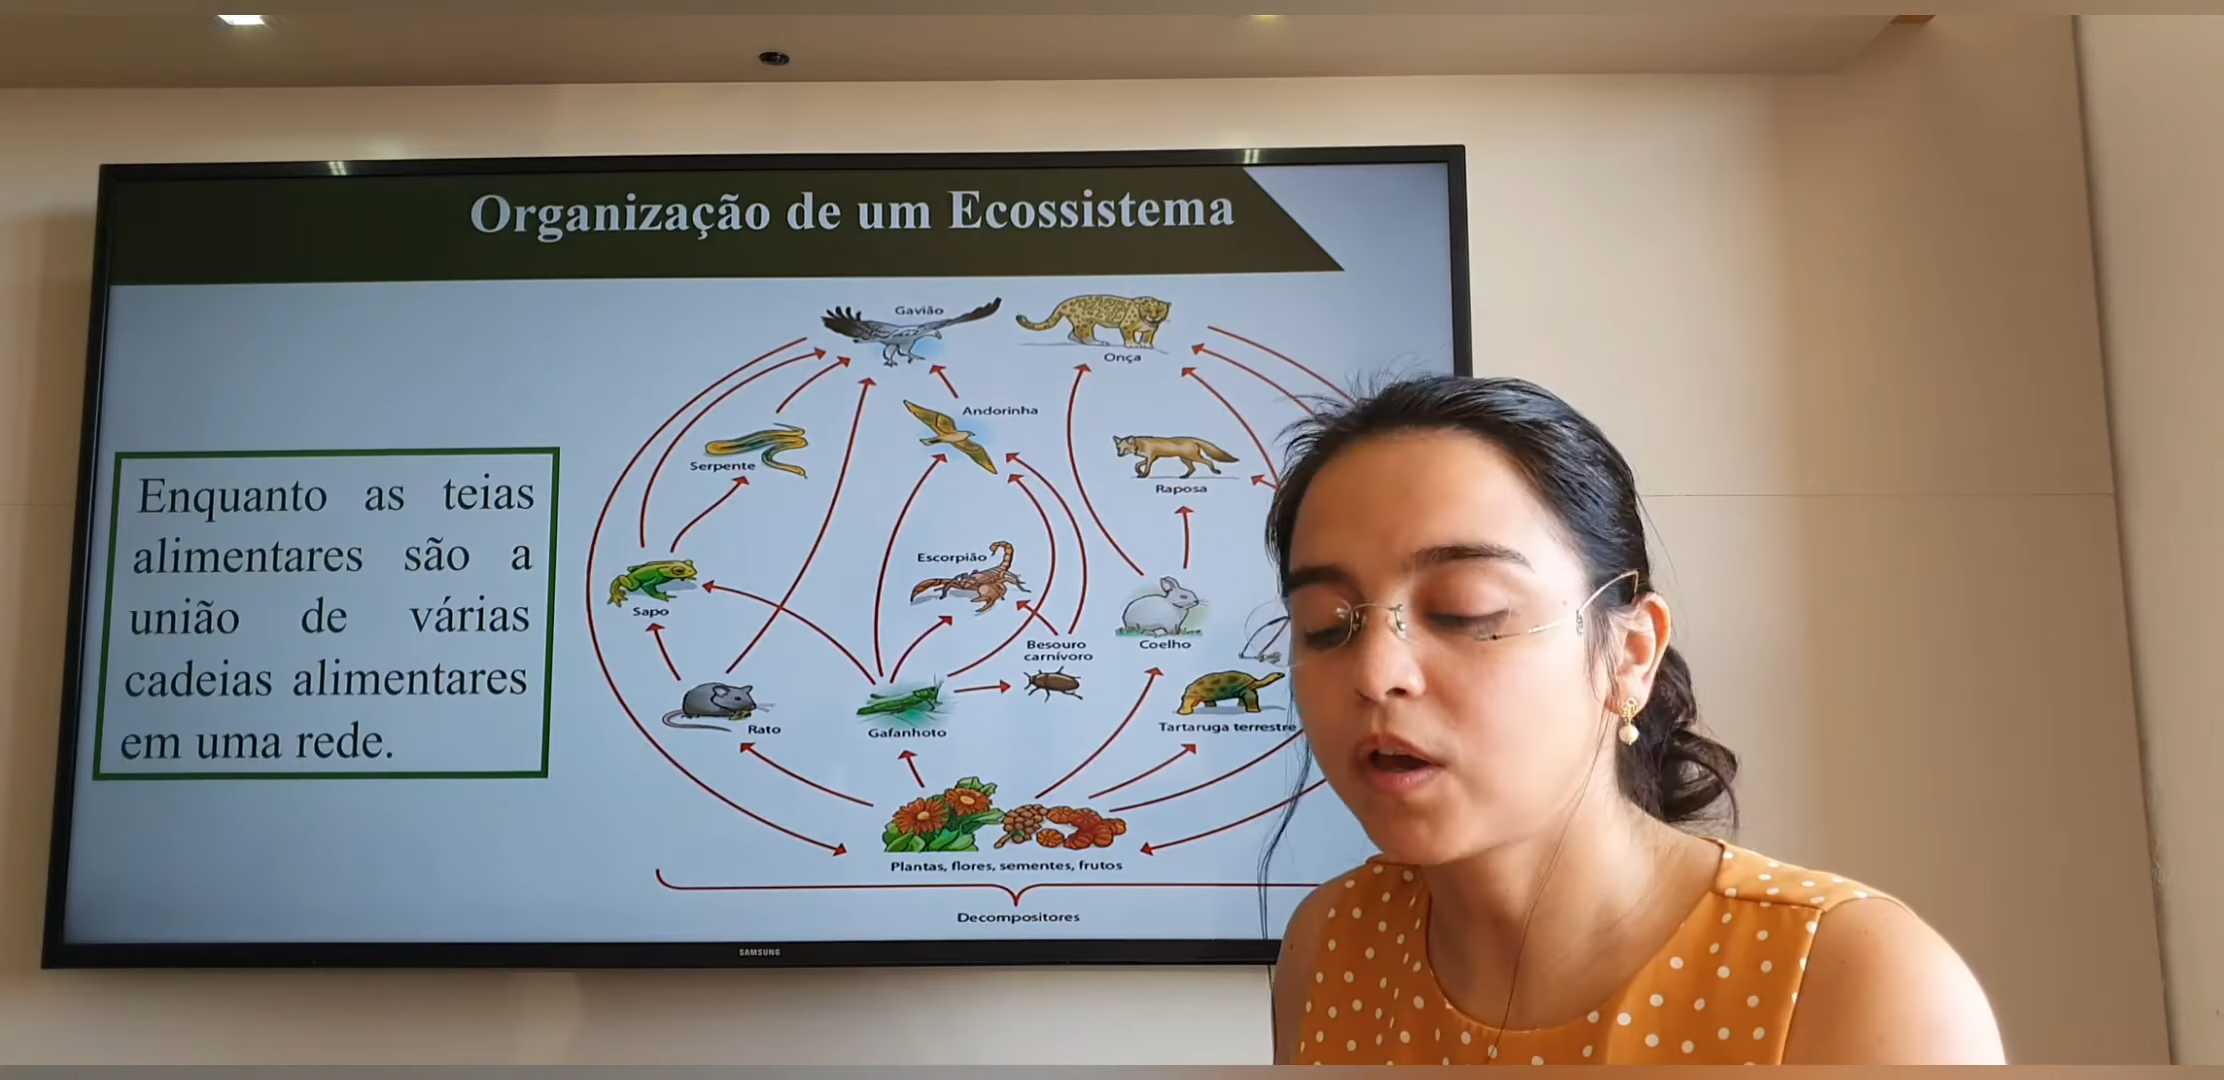 Organização de um Ecossistema
Gavião
Onça
Andorinha
Serpente
Raposa
Enquanto as teias
alimentares são a
união de várias
cadeias alimentares
em uma rede.
Escorpião
Sapo
Besouro
carnívoro
Coelho
Rato
Gafanhoto
Tartaruga terrestre
Plantas, flores, sementes, frutos
Decompositores
SAMSUNG